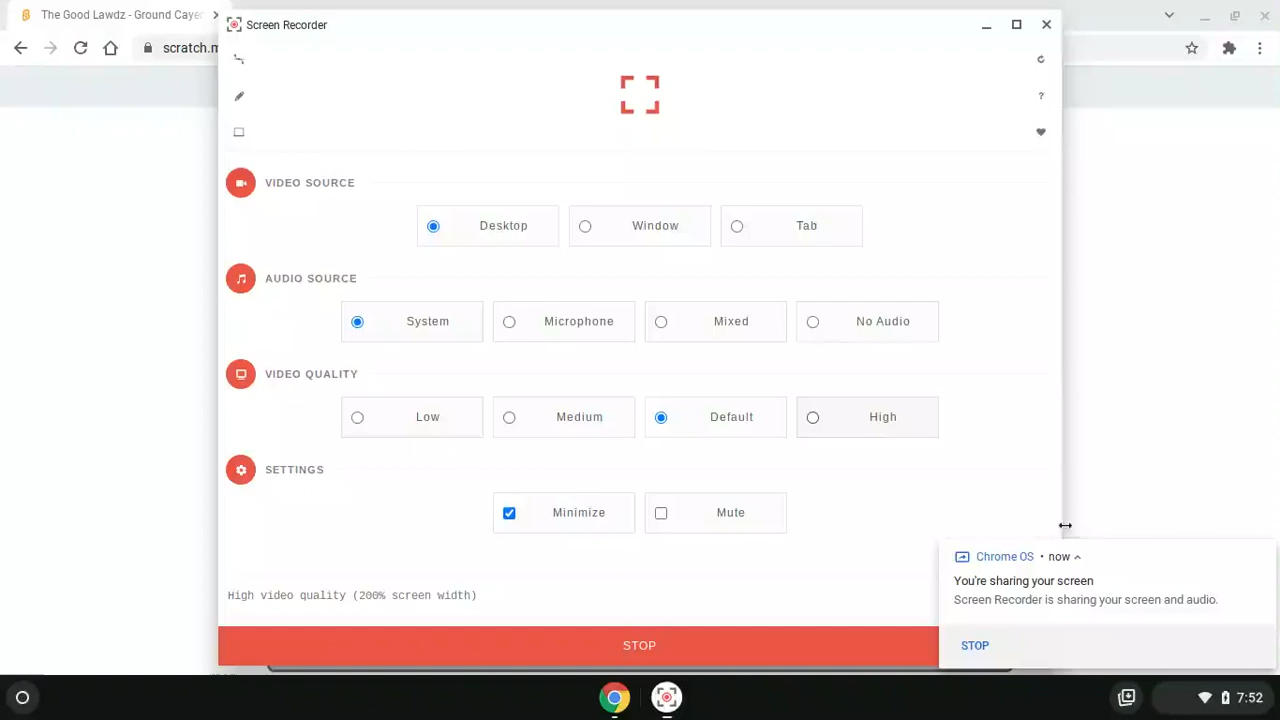 The Good Lawdz - Ground Cayer
Screen Recorder
scratch.m
?
VIDEO SOURCE
Desktop
Window
Tab
AUDIO SOURCE
System
Microphone
Mixed
No Audio
VIDEO QUALITY
Low
Medium
Default
High
SETTINGS
Minimize
Mute
High video quality (200% screen width)
STOP
Chrome OS • now
You're sharing your screen
Screen Recorder is sharing your screen and audio.
STOP
7:52